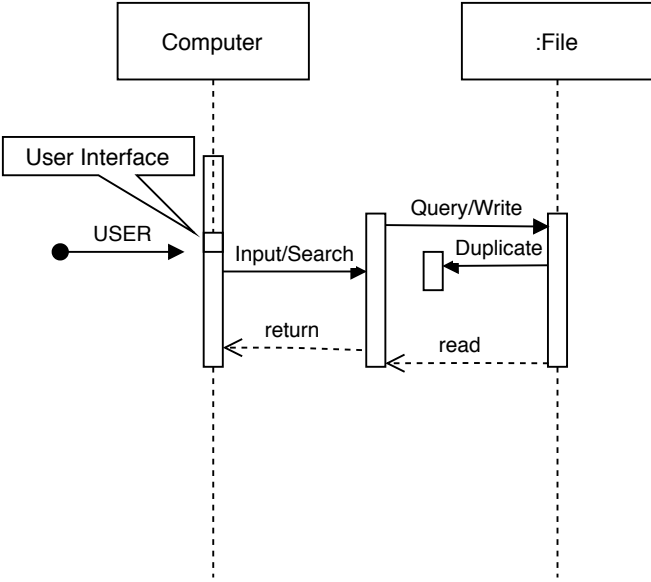 Computer
:File
User Interface
USER
Query/Write
Input/Search
Duplicate
return
read